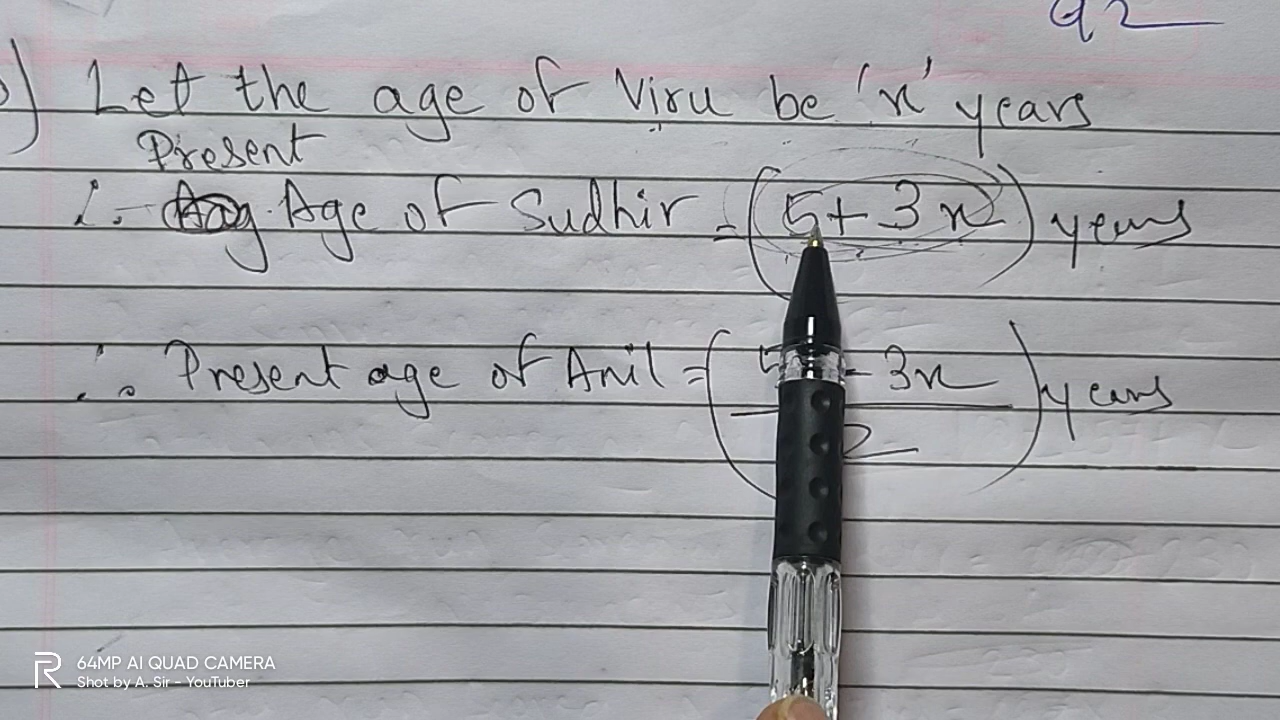 92
) Let the age of Viru be 'x' years
Present
∴ Age of Sudhir = (5+3x) years
∴ Present age of Anil = (5 - 3x / 2) years
64MP AI QUAD CAMERA
Shot by A. Sir - YouTuber